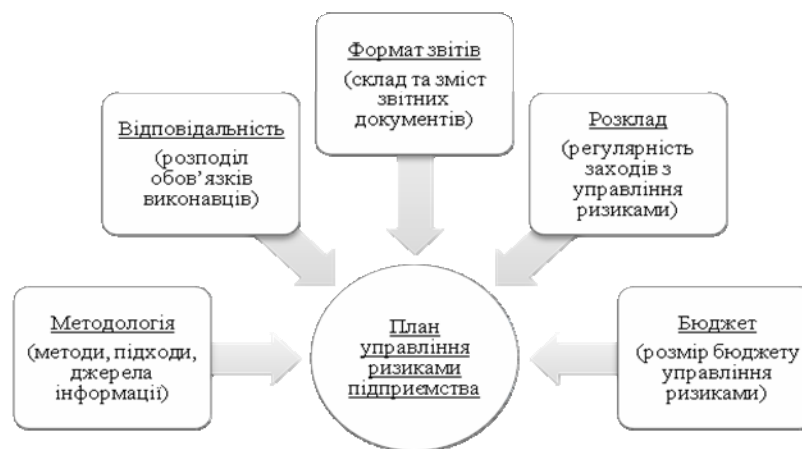 Формат звітів
(склад та зміст
звітних
документів)
Відповідальність
(розподіл
обов’язків
виконавців)
Розклад
(регулярність
заходів з
управління
ризиками)
Методологія
(методи, підходи,
джерела
інформації)
План
управління
ризиками
підприємства
Бюджет
(розмір бюджету
управління
ризиками)